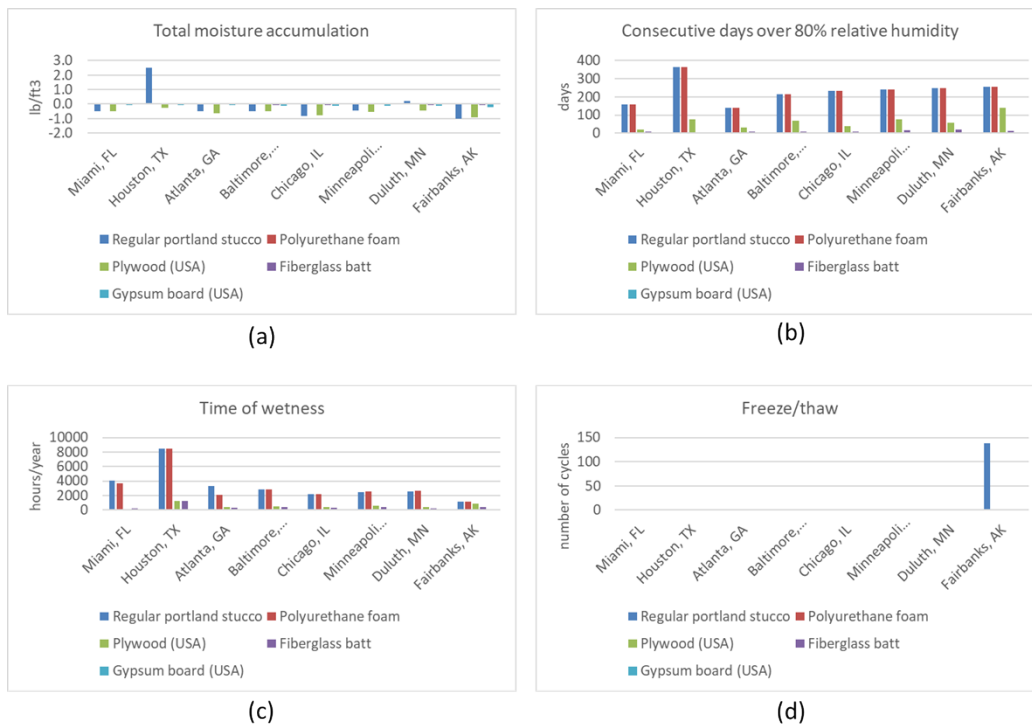 Total moisture accumulation
lb/ft3
3.0
2.0
1.0
0.0
-1.0
-2.0
Miami, FL
Houston, TX
Atlanta, GA
Baltimore,...
Chicago, IL
Minneapoli...
Duluth, MN
Fairbanks, AK
Regular portland stucco
Polyurethane foam
Plywood (USA)
Fiberglass batt
Gypsum board (USA)
(a)
Consecutive days over 80% relative humidity
days
400
300
200
100
0
Miami, FL
Houston, TX
Atlanta, GA
Baltimore,...
Chicago, IL
Minneapoli...
Duluth, MN
Fairbanks, AK
Regular portland stucco
Polyurethane foam
Plywood (USA)
Fiberglass batt
Gypsum board (USA)
(b)
Time of wetness
hours/year
10000
8000
6000
4000
2000
0
Miami, FL
Houston, TX
Atlanta, GA
Baltimore,...
Chicago, IL
Minneapoli...
Duluth, MN
Fairbanks, AK
Regular portland stucco
Polyurethane foam
Plywood (USA)
Fiberglass batt
Gypsum board (USA)
(c)
Freeze/thaw
number of cycles
150
100
50
0
Miami, FL
Houston, TX
Atlanta, GA
Baltimore,...
Chicago, IL
Minneapoli...
Duluth, MN
Fairbanks, AK
Regular portland stucco
Polyurethane foam
Plywood (USA)
Fiberglass batt
Gypsum board (USA)
(d)